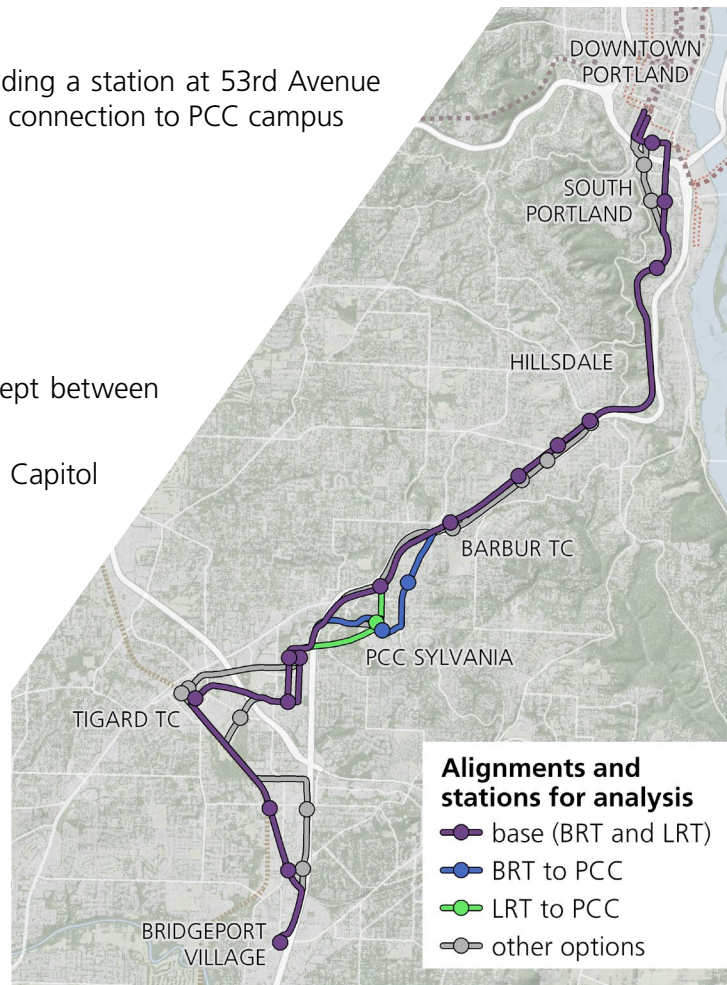 ding a station at 53rd Avenue
connection to PCC campus
ept between
Capitol
DOWNTOWN
PORTLAND
SOUTH
PORTLAND
HILLSDALE
BARBUR TC
PCC SYLVANIA
TIGARD TC
BRIDGEPORT
VILLAGE
Alignments and
stations for analysis
base (BRT and LRT)
BRT to PCC
LRT to PCC
other options